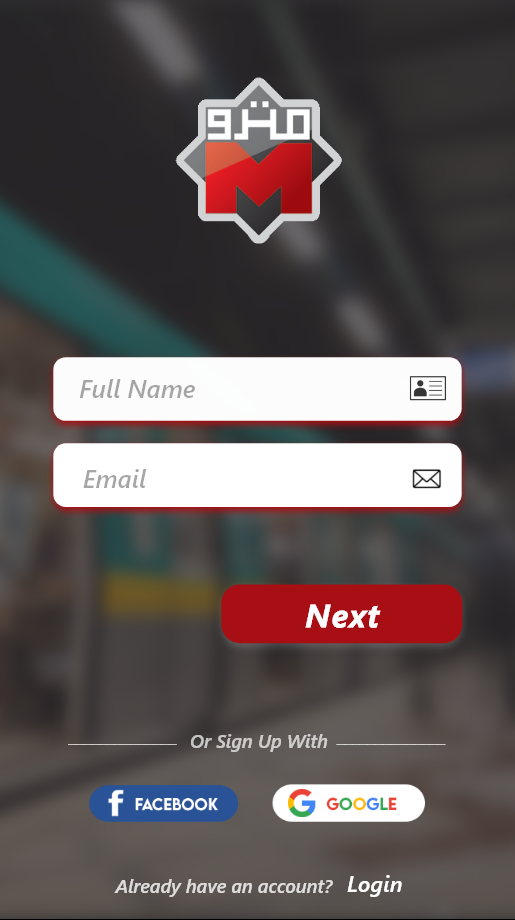 مترو
M
Full Name
Email
Next
Or Sign Up With
FACEBOOK
GOOGLE
Already have an account? Login